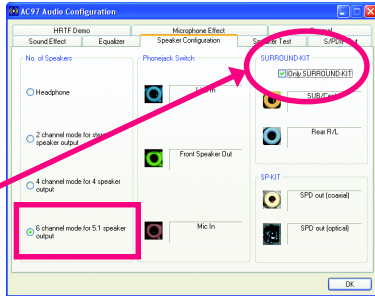 AC97 Audio Configuration
HRTF Demo
Microphone Effect
Sound Effect
Equalizer
Speaker Configuration
Test
S/PDIF
No. of Speakers
Headphone
2 channel mode for
speaker output
4 channel mode for 4 speaker
output
6 channel mode for 5.1 speaker
output
Phonejack Switch
Front Speaker Out
Mic In
SURROUND-KIT
Only SURROUND-KIT
Rear R/L
SP-KIT
SPD out (coaxial)
SPD out (optical)
OK